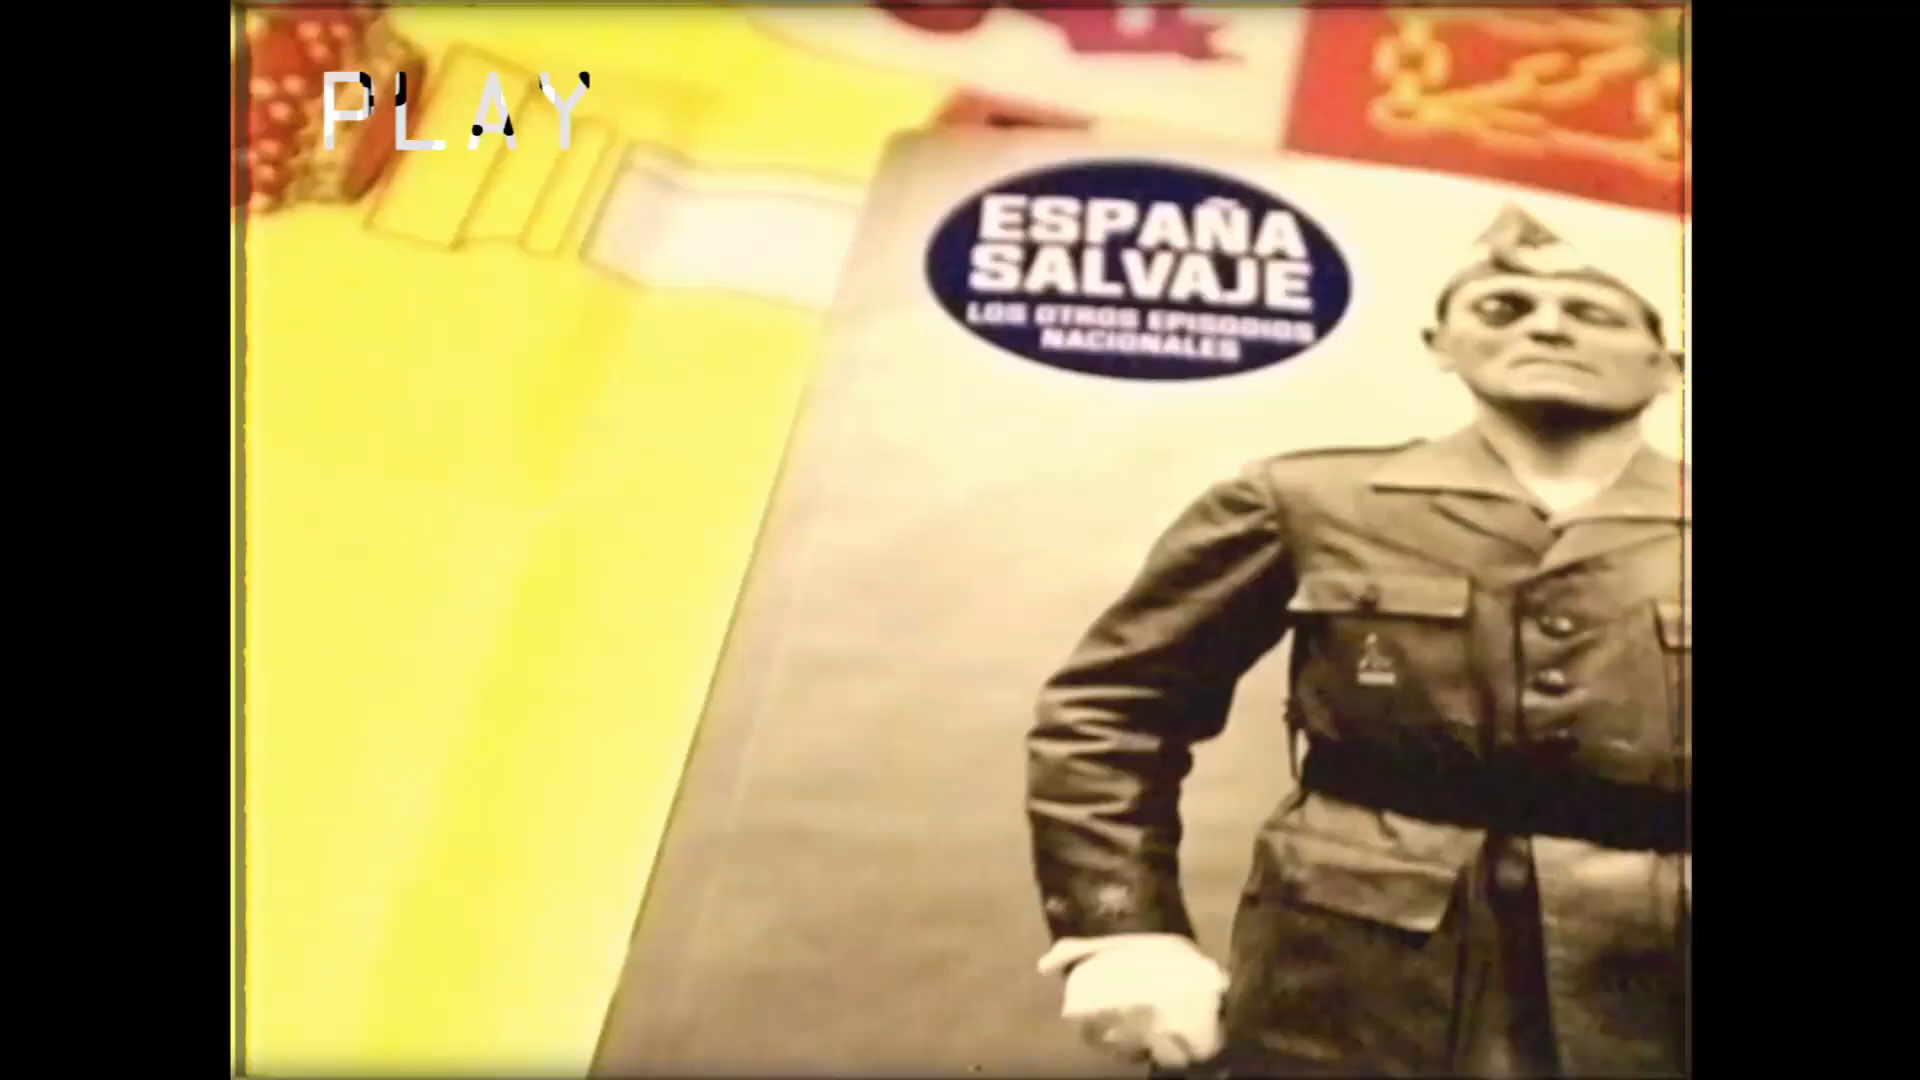 PLAY
ESPAÑA
SALVAJE
LOS OTROS EPISODIOS
NACIONALES